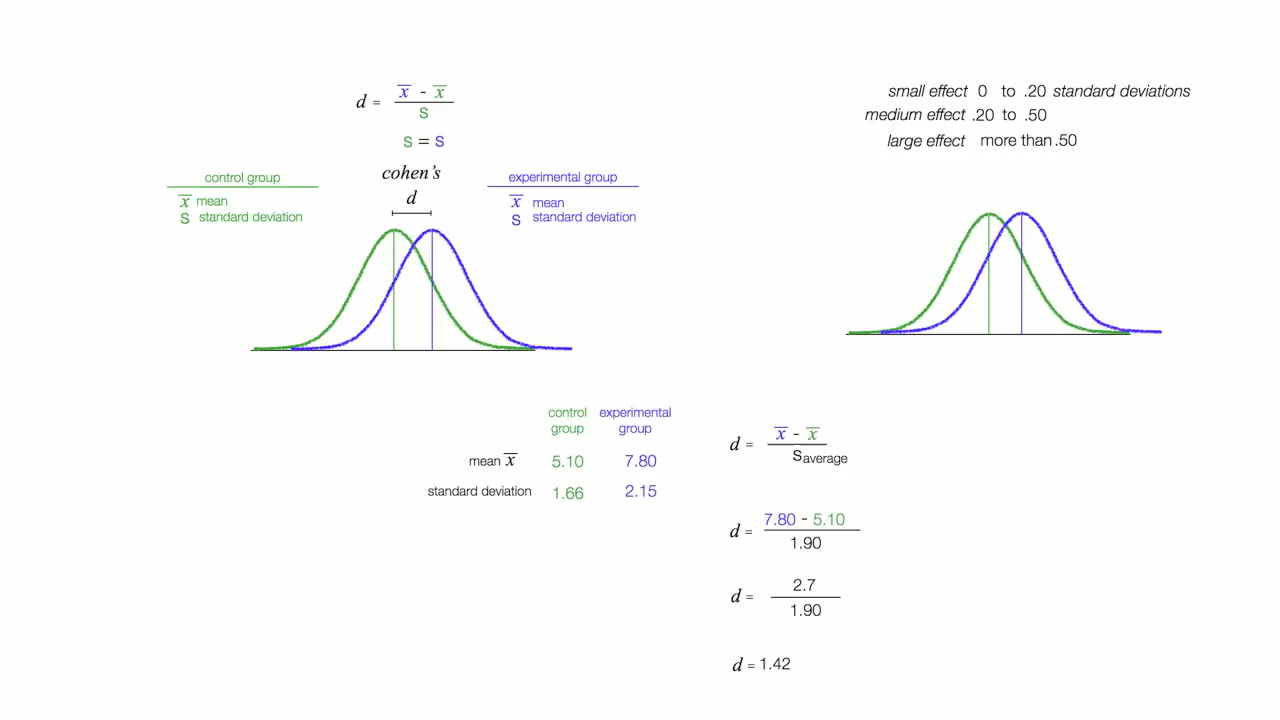 d = x̅ - x̅
s
s = s
cohen's
d
control group
x̅ mean
s standard deviation
experimental group
x̅ mean
s standard deviation
small effect 0 to .20 standard deviations
medium effect .20 to .50
large effect more than .50
control group experimental group
mean x̅ 5.10 7.80
standard deviation 1.66 2.15
d = x̅ - x̅
s average
d = 7.80 - 5.10
1.90
d = 2.7
1.90
d = 1.42